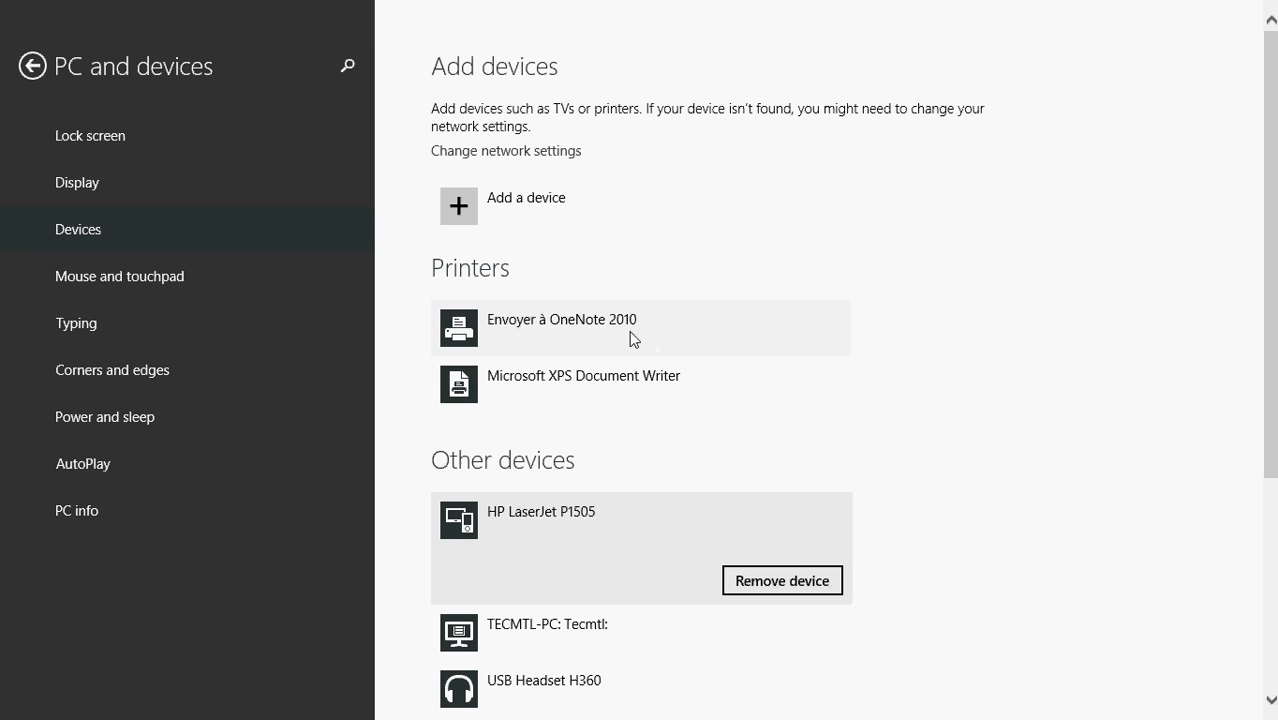 PC and devices
Lock screen
Display
Devices
Mouse and touchpad
Typing
Corners and edges
Power and sleep
AutoPlay
PC info
Add devices
Add devices such as TVs or printers. If your device isn't found, you might need to change your
network settings.
Change network settings
Add a device
Printers
Envoyer à OneNote 2010
Microsoft XPS Document Writer
Other devices
HP LaserJet P1505
Remove device
TECMTL-PC: Tecmtl:
USB Headset H360